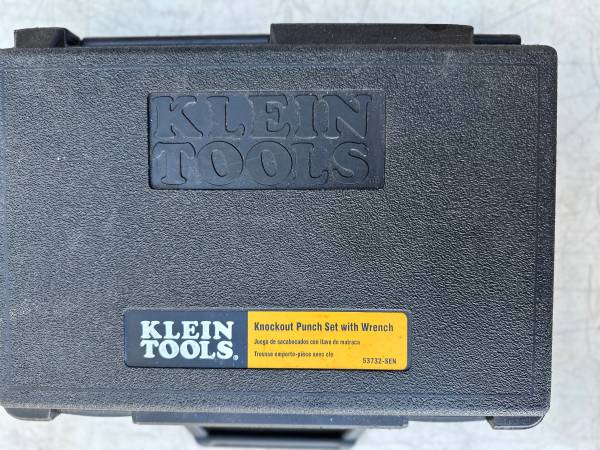 KLEIN
TOOLS
KLEIN
TOOLS®
Knockout Punch Set with Wrench
Juego de sacabocados con llave de matraca
Trousse emporte-pièce avec clé
53732-SEN